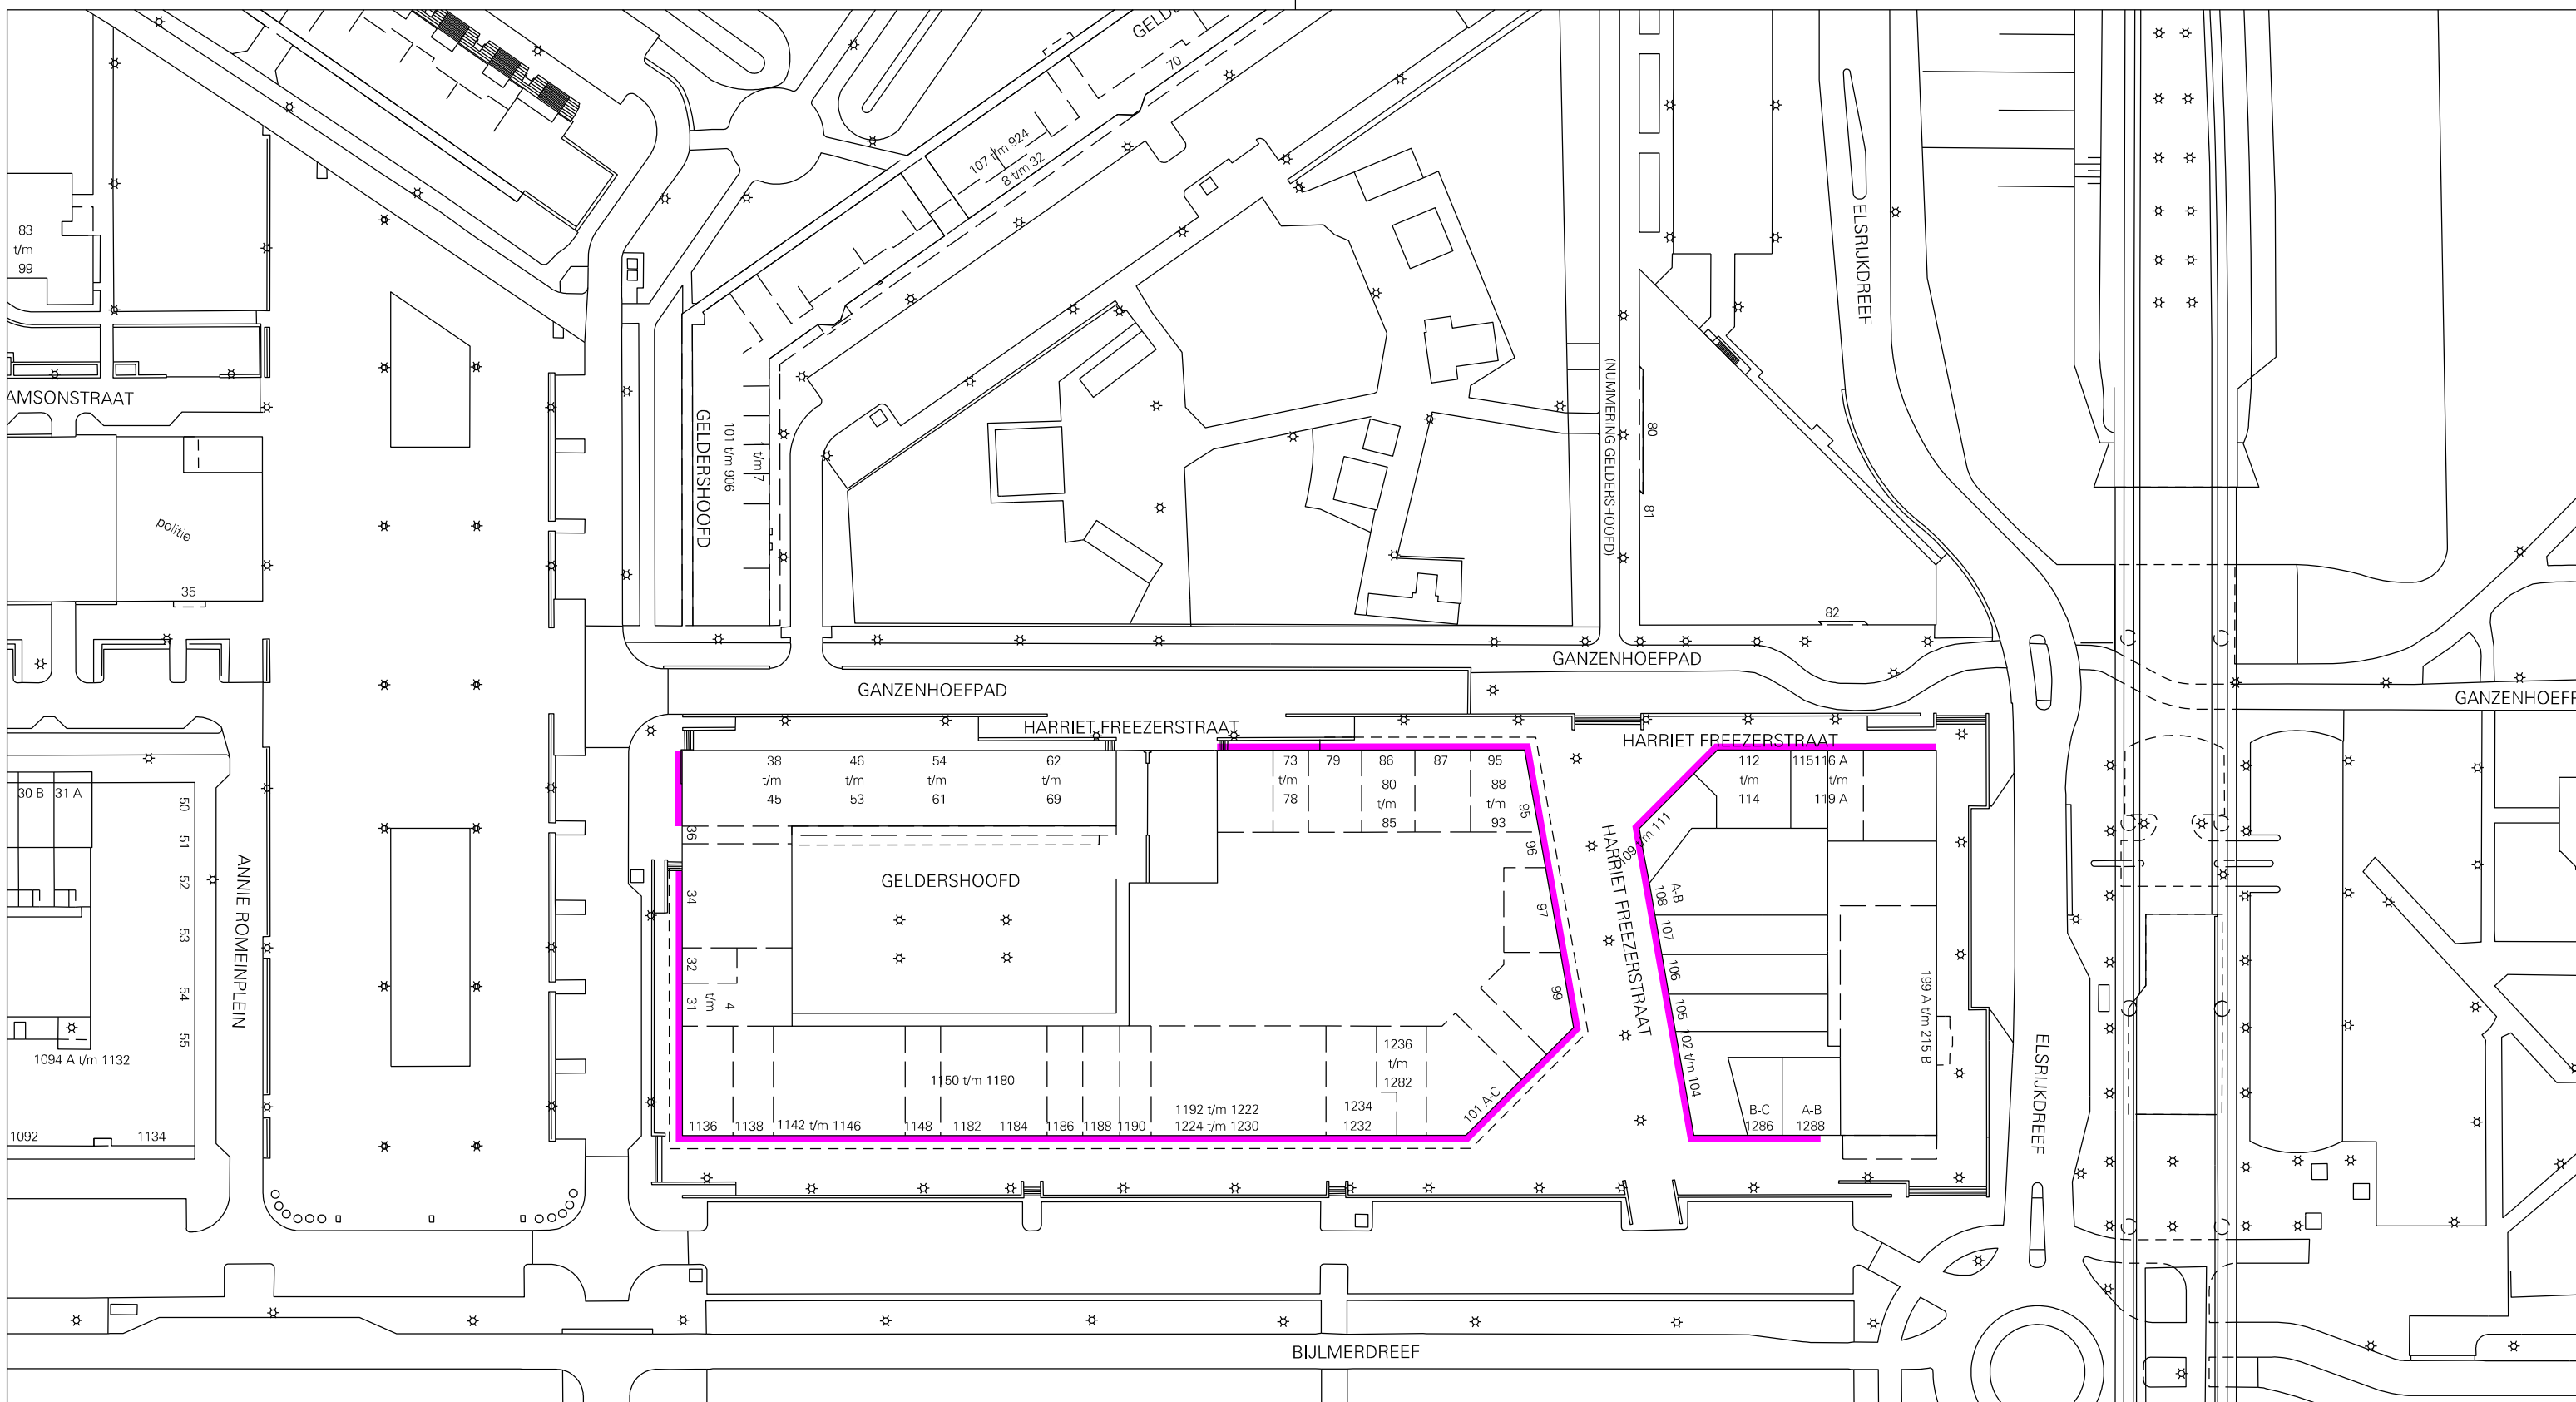 GELD
70
107 t/m 924
8 t/m 32
83
t/m
99
ELSRIJKDREEF
AMSONSTRAAT
GELDERSHOOFD
101 t/m 906
1 t/m 7
(NUMMERING GELDERSHOOFD)
80
81
82
politie
35
GANZENHOEFPAD
GANZENHOEFPAD
GANZENHOEFP
HARRIET FREEZERSTRAAT
HARRIET FREEZERSTRAAT
38
t/m
45
46
t/m
53
54
t/m
61
62
t/m
69
73
t/m
78
79
86
80
t/m
85
87
95
88
t/m
93
112
t/m
114
115
116 A
t/m
119 A
30 B
31 A
50
51
52
53
54
55
ANNIE ROMEINPLEIN
36
34
32
31
t/m
4
GELDERSHOOFD
95
96
97
99
HARRIET FREEZERSTRAAT
109 t/m 111
A-B
108
107
106
105
102 t/m 104
199 A t/m 215 B
ELSRIJKDREEF
1094 A t/m 1132
1092
1134
1150 t/m 1180
1236
t/m
1282
101 A-C
1136
1138
1142 t/m 1146
1148
1182
1184
1186
1188
1190
1192 t/m 1222
1224 t/m 1230
1234
1232
B-C
1286
A-B
1288
BIJLMERDREEF